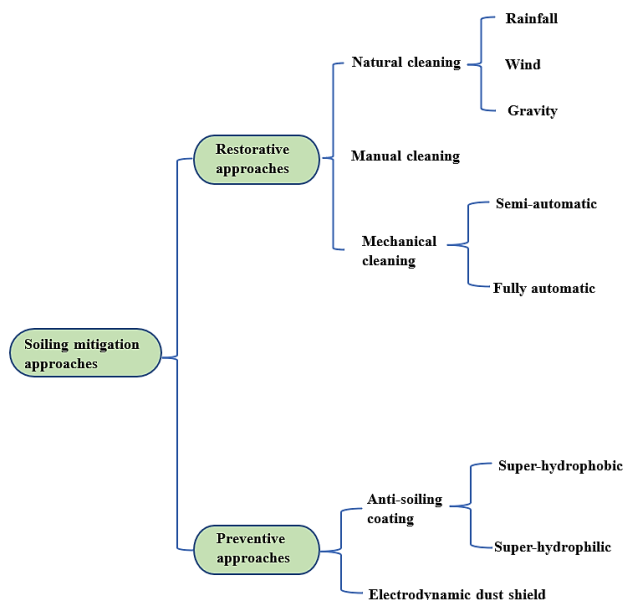 Rainfall
Natural cleaning
Wind
Gravity
Restorative
approaches
Manual cleaning
Semi-automatic
Mechanical
cleaning
Fully automatic
Soiling mitigation
approaches
Super-hydrophobic
Anti-soiling
coating
Preventive
approaches
Super-hydrophilic
Electrodynamic dust shield